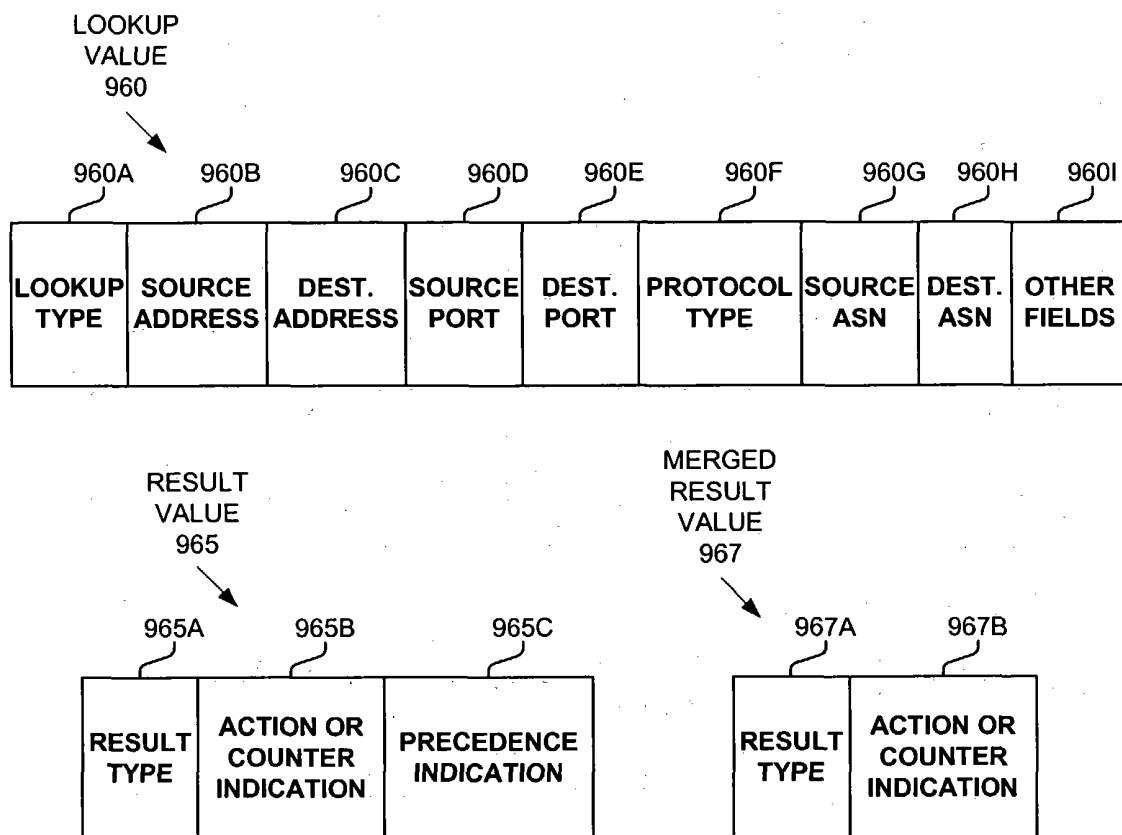 LOOKUP
VALUE
960
960A 960B 960C 960D 960E 960F 960G 960H 960I
LOOKUP TYPE
SOURCE ADDRESS
DEST. ADDRESS
SOURCE PORT
DEST. PORT
PROTOCOL TYPE
SOURCE ASN
DEST. ASN
OTHER FIELDS
RESULT
VALUE
965
965A 965B 965C
RESULT TYPE
ACTION OR COUNTER INDICATION
PRECEDENCE INDICATION
MERGED
RESULT
VALUE
967
967A 967B
RESULT TYPE
ACTION OR COUNTER INDICATION